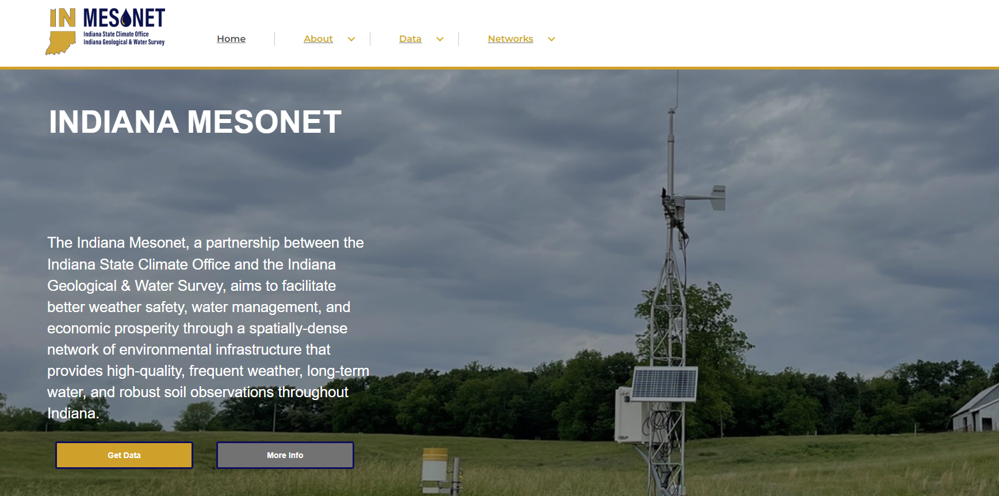 IN MESONET
Indiana State Climate Office
Indiana Geological & Water Survey
Home
About
Data
Networks
INDIANA MESONET
The Indiana Mesonet, a partnership between the
Indiana State Climate Office and the Indiana
Geological & Water Survey, aims to facilitate
better weather safety, water management, and
economic prosperity through a spatially-dense
network of environmental infrastructure that
provides high-quality, frequent weather, long-term
water, and robust soil observations throughout
Indiana.
Get Data
More Info